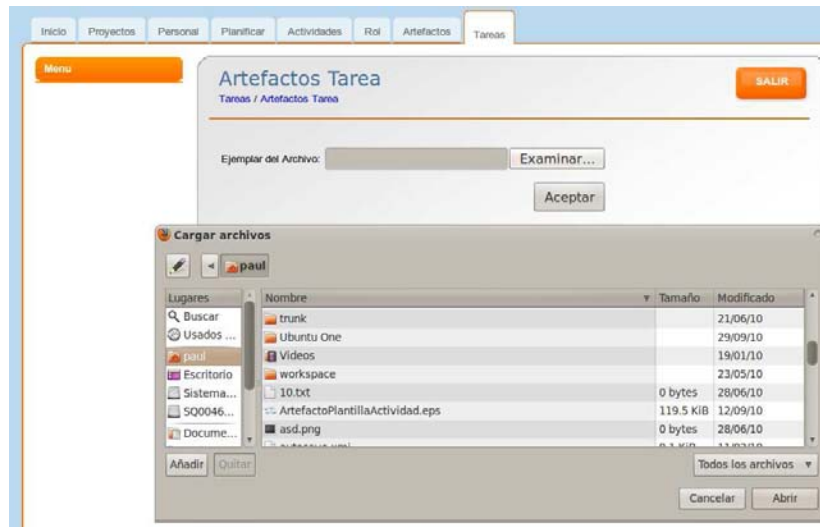 Inicio Proyectos Personal Planificar Actividades Rol Artefactos Tareas
Menu
Artefactos Tarea
SALIR
Tareas / Artefactos Tarea
Ejemplar del Archivo: Examinar...
Aceptar
Cargar archivos
paul
Lugares Nombre Tamaño Modificado
Buscar trunk 21/06/10
Usados ... Ubuntu One 29/09/10
paul Videos 19/01/10
Escritorio workspace 23/05/10
Sistema... 10.txt 0 bytes 28/06/10
SQ0046... ArtefactoPlantillaActividad.eps 119.5 KiB 12/09/10
Docume... asd.png 0 bytes 28/06/10
Añadir Quitar Todos los archivos
Cancelar Abrir